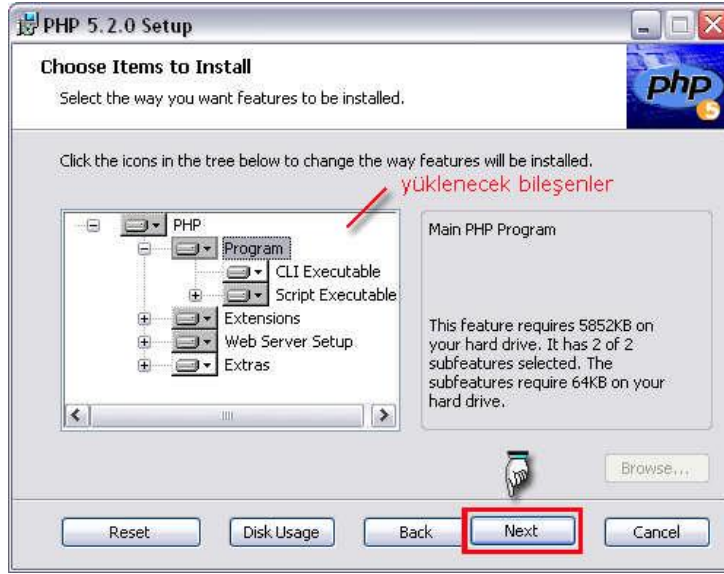 PHP 5.2.0 Setup
Choose Items to Install
Select the way you want features to be installed.
php
5
Click the icons in the tree below to change the way features will be installed.
yüklenecek bileşenler
PHP
Program
CLI Executable
Script Executable
Extensions
Web Server Setup
Extras
Main PHP Program
This feature requires 5852KB on
your hard drive. It has 2 of 2
subfeatures selected. The
subfeatures require 64KB on your
hard drive.
Browse...
Reset
Disk Usage
Back
Next
Cancel